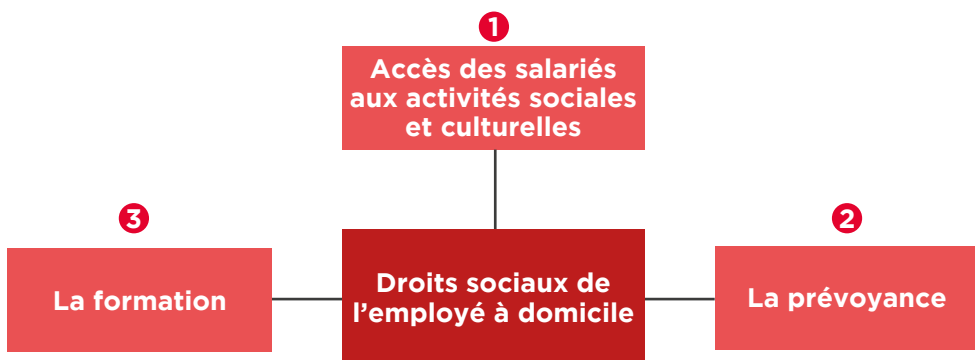 1
Accès des salariés
aux activités sociales
et culturelles
3
La formation
Droits sociaux de
l’employé à domicile
2
La prévoyance